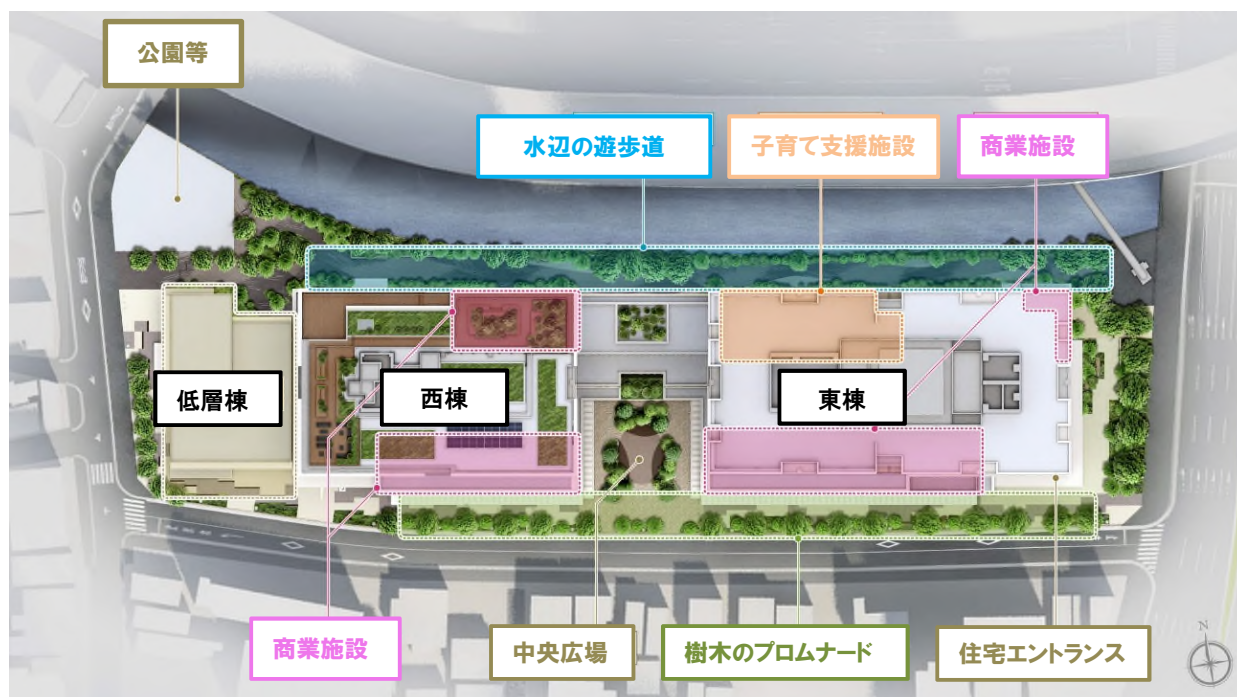 公園等
水辺の遊歩道
子育て支援施設
商業施設
低層棟
西棟
東棟
商業施設
中央広場
樹木のプロムナード
住宅エントランス
N